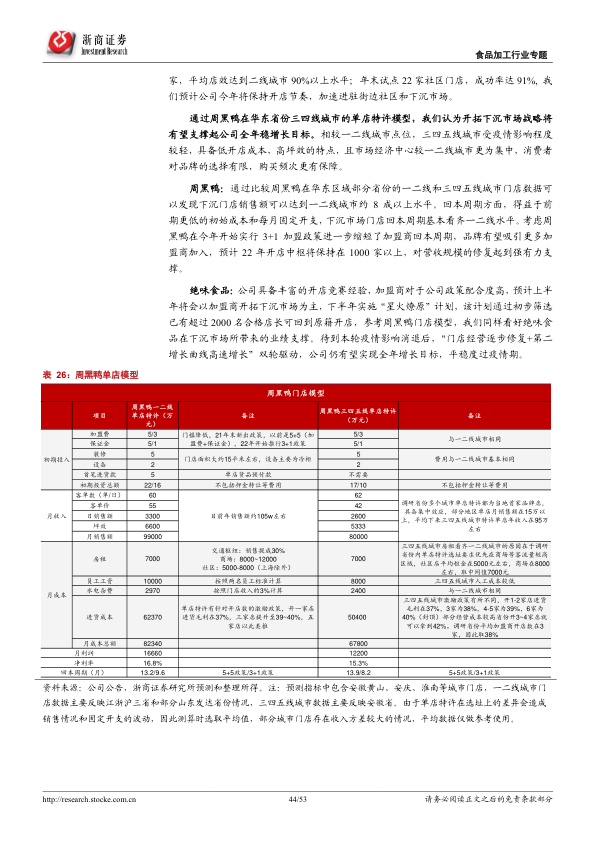 浙商证券
Investment Research
食品加工行业专题
家，平均店效达到二线城市 90%以上水平；年末试点 22 家社区门店，成功率达 91%, 我
们预计公司今年将保持开店节奏，加速进驻街边社区和下沉市场。
通过周黑鸭在华东省份三四线城市的单店特许模型，我们认为开拓下沉市场战略将
有望支撑起公司全年稳增长目标。相较一二线城市点位，三四五线城市受疫情影响程度
较轻，具备低开店成本，高坪效的特点，且市场经济中心较一二线城市更为集中，消费者
对品牌的选择有限，购买频次更有保障。
周黑鸭：通过比较周黑鸭在华东区域部分省份的一二线和三四五线城市门店数据可
以发现下沉门店销售额可以达到一二线城市约 8 成以上水平。回本周期方面，得益于前
期更低的初始成本和每月固定开支,下沉市场门店回本周期基本看齐一二线水平。考虑周
黑鸭在今年开始实行 3+1 加盟政策进一步缩短了加盟商回本周期，品牌有望吸引更多加
盟商加入，预计 22 年开店中枢将保持在 1000 家以上，对营收规模的修复起到强有力支
撑。
绝味食品：公司具备丰富的开店竞赛经验，加盟商对于公司政策配合度高，预计上半
年将会以加盟商开拓下沉市场为主，下半年实施“星火燎原”计划，该计划通过初步筛选
已有超过 2000 名合格店长可回到原籍开店，参考周黑鸭门店模型，我们同样看好绝味食
品在下沉市场所带来的业绩支撑。待到本轮疫情影响消退后，“门店经营逐步修复+第二
增长曲线高速增长”双轮驱动，公司仍有望实现全年增长目标，平稳度过疫情期。
表 26：周黑鸭单店模型
周黑鸭门店模型
项目 周黑鸭一二线单店特许（万元） 备注 周黑鸭三四五线单店特许（万元） 备注
初期投入
加盟费 5/3 门槛降低，21年末新出政策，以前是5+5（加盟费+保证金），22年开始推行3+1政策 5/3 与一二线城市相同
保证金 5/1 5/1
装修 5 门店面积大约15平米左右，设备主要为冷柜 5 费用与一二线城市基本相同
设备 2 2
首笔进货款 5 单店货品预付款 不需要
初期投资总额 22/16 不包括押金转让等费用 17/10 不包括押金转让等费用
月收入
客单数（单/日） 60 目前年销售额约105w左右 62 调研省份多个城市单店特许都为当地首家品牌店，具备集中效应，部分地区单店月销售额在15万以上，平均下来三四五线城市特许单店年收入在95万左右
客单价 55 42
日销售额 3300 2600
坪效 6600 5333
月销售额 99000 80000
月成本
房租 7000 交通枢纽：销售提成30% 商场：8000~12000 社区：5000-8000（上海除外） 7000 三四五线城市房租看齐一二线城市的原因在于调研省份内单店特许选址要求优先在商场等客流量较高区域，社区店平均租金在5000元左右，商场在8000左右，取中间值7000元
员工工资 10000 按照两名员工标准计算 8000 三四五线城市人工成本较低
水电杂费 2970 按照门店收入的3%计算 2400 与一二线城市相同
进货成本 62370 单店特许有针对开店数的激励政策，开一家店进货毛利在37%，三家总提升至39~40%，五家店以此类推 50400 三四五线城市激励政策有所不同，开1-2家店进货毛利在37%，3家为38%，4-5家为39%，6家为40%（封顶）部分经营成本较高省份开3~4家总就可以拿到42%，调研省份平均加盟商开店数在3家，因此取38%
月成本总额 82340 67800
月利润 16660 12200
净利率 16.8% 15.3%
回本周期（月） 13.2/9.6 5+5政策/3+1政策 13.9/8.2 5+5政策/3+1政策
资料来源：公司公告，浙商证券研究所预测和整理所得。注：预测指标中包含安徽黄山、安庆、淮南等城市门店，一二线城市门
店数据主要反映江浙沪三省和部分山东发达省份情况，三四五线城市数据主要反映安徽省。由于单店特许在选址上的差异会造成
销售情况和固定开支的波动，因此测算时选取平均值，部分城市门店存在收入方差较大的情况，平均数据仅做参考使用。
http://research.stocke.com.cn
44/53
请务必阅读正文之后的免责条款部分